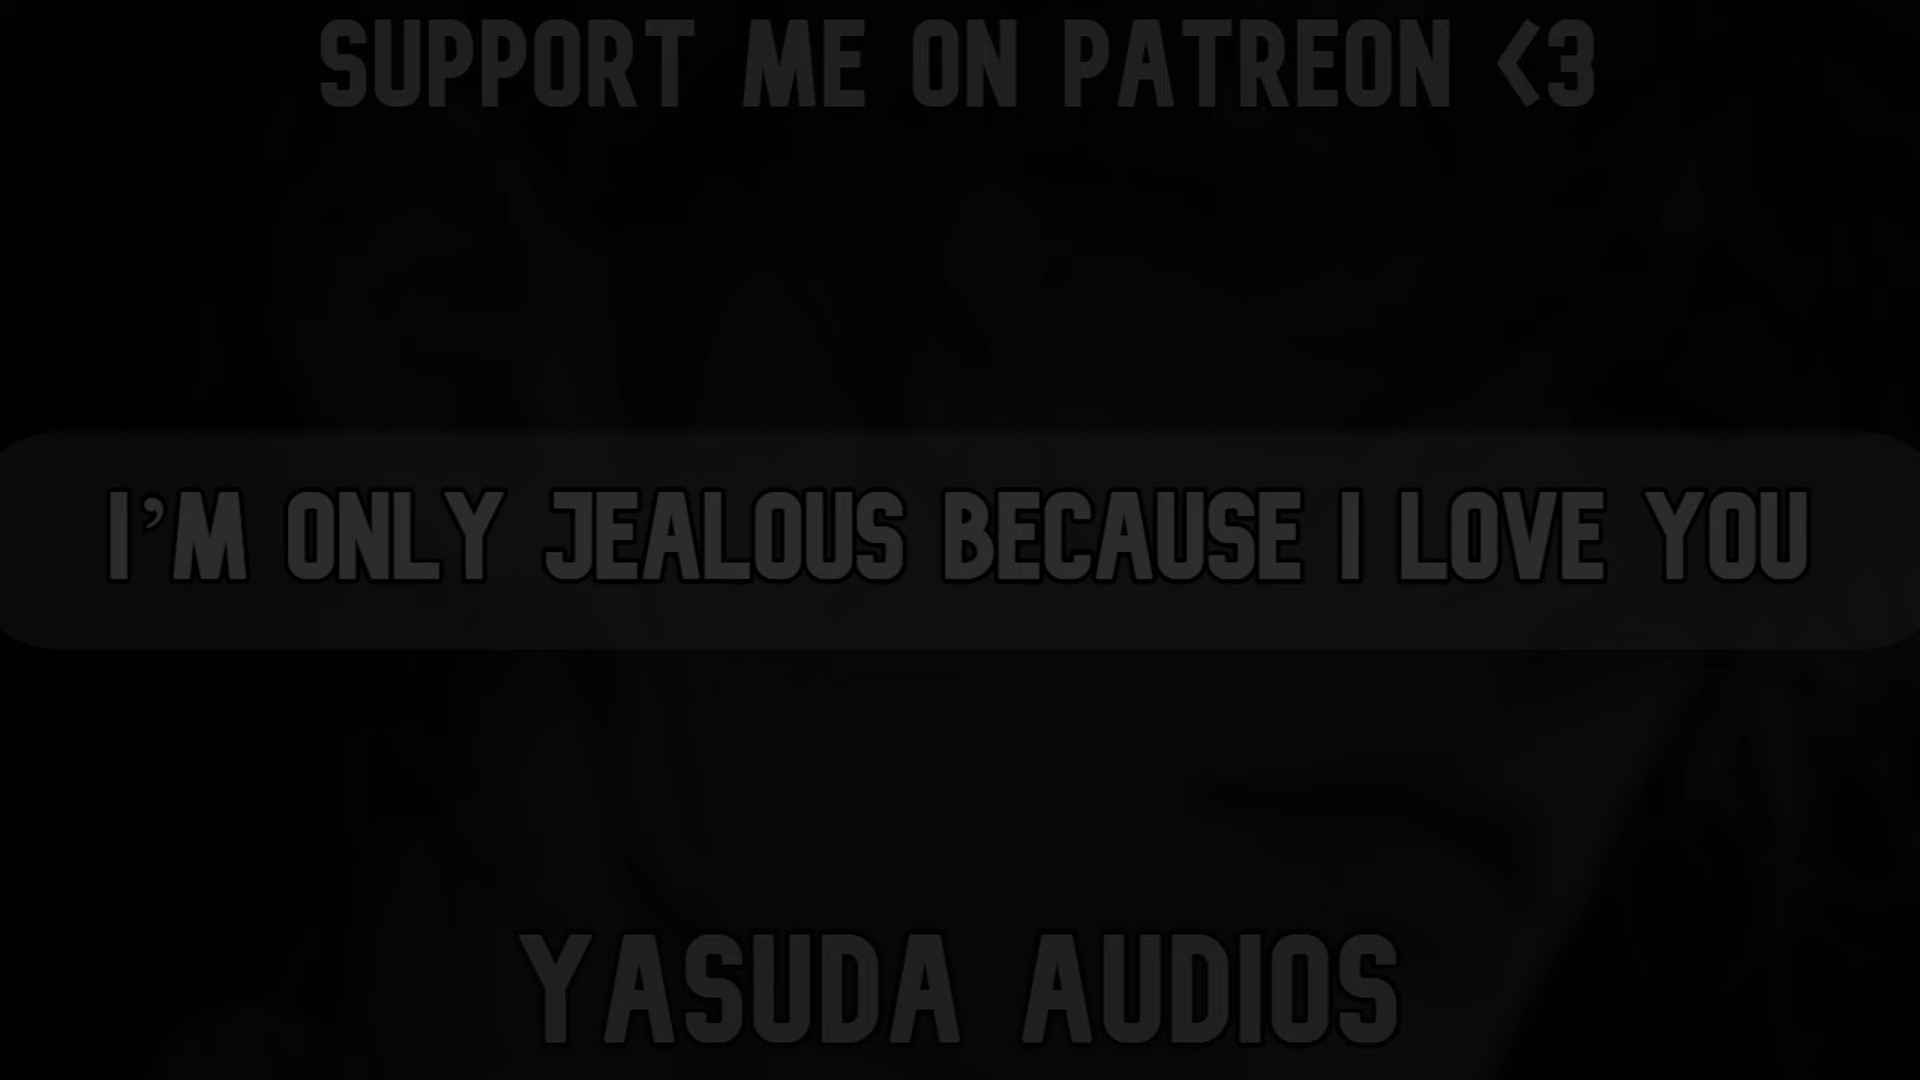 SUPPORT ME ON PATREON <3
I'M ONLY JEALOUS BECAUSE I LOVE YOU
YASUDA AUDIOS